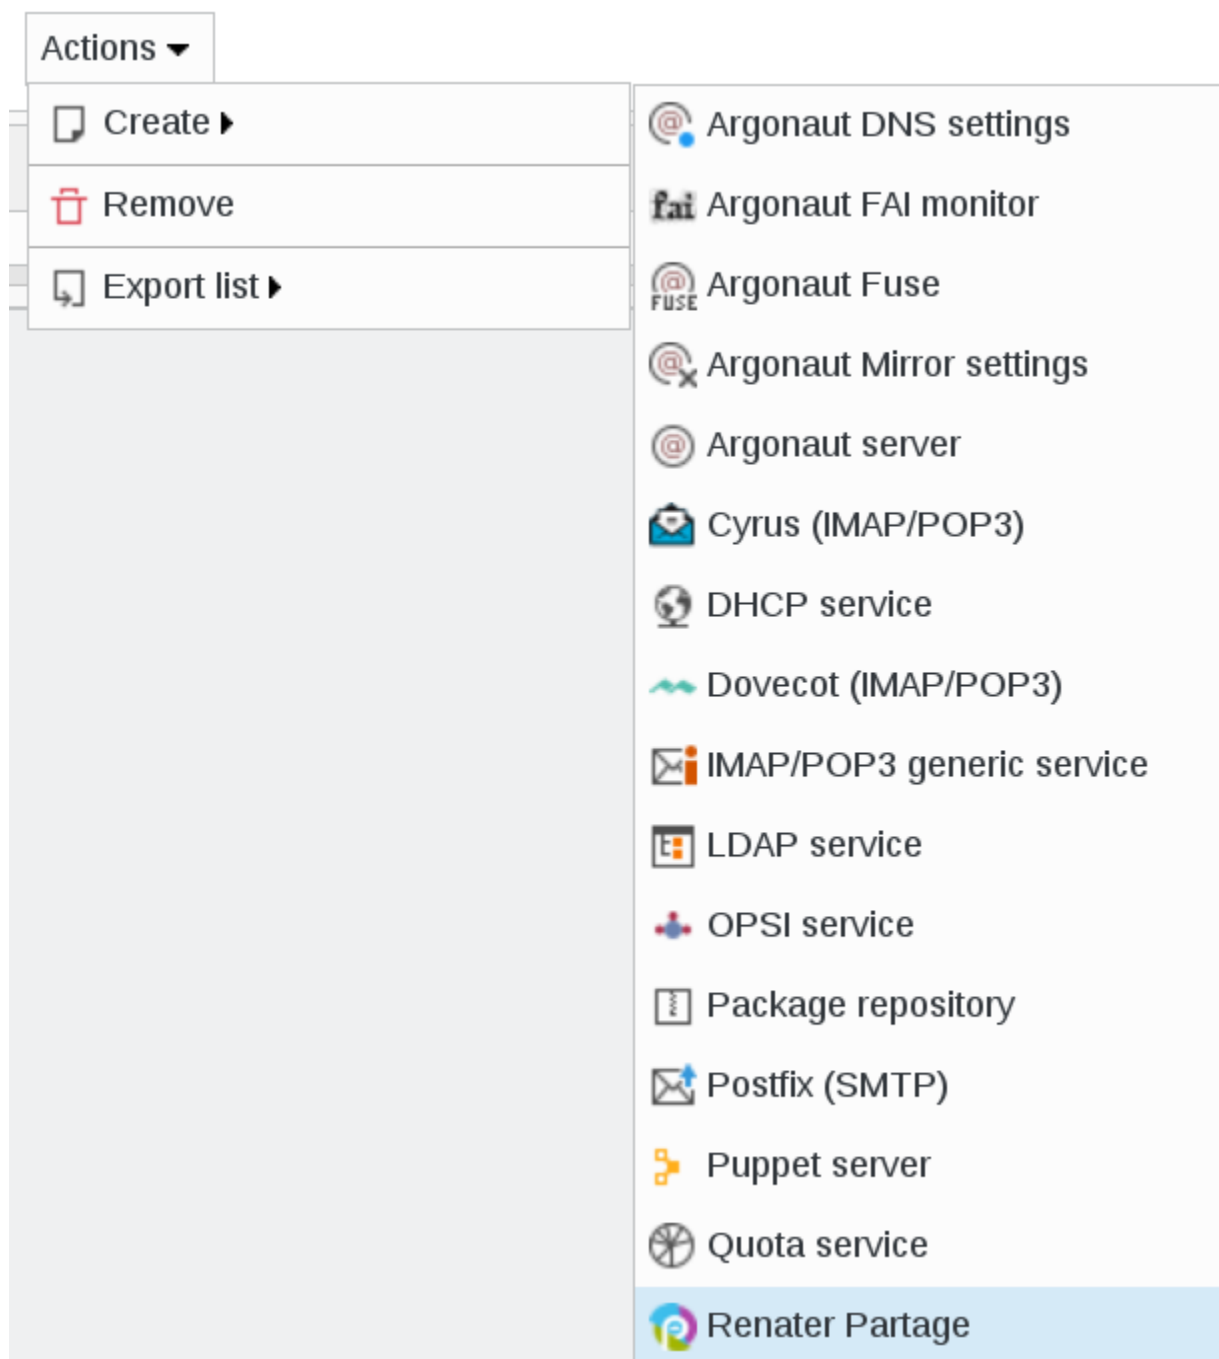 Actions
Create
Remove
Export list
Argonaut DNS settings
fai Argonaut FAI monitor
FUSE Argonaut Fuse
Argonaut Mirror settings
@ Argonaut server
Cyrus (IMAP/POP3)
DHCP service
Dovecot (IMAP/POP3)
IMAP/POP3 generic service
LDAP service
OPSI service
Package repository
Postfix (SMTP)
Puppet server
Quota service
Renater Partage